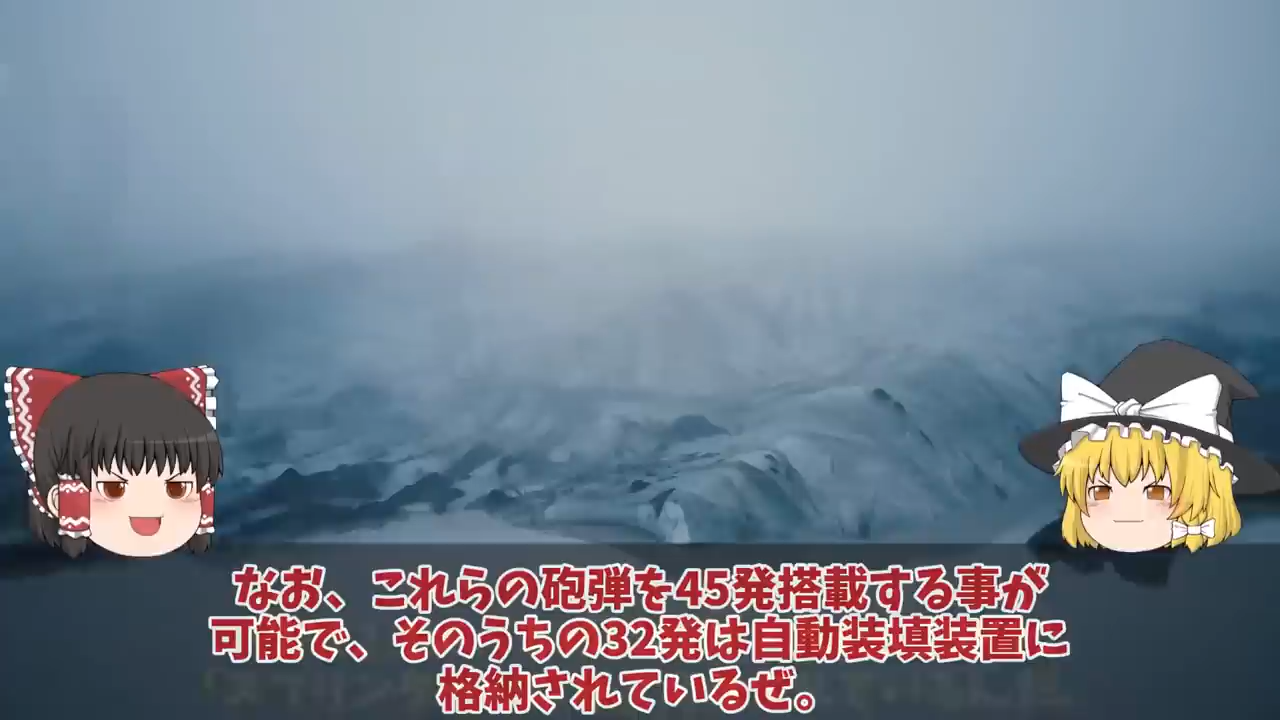 なお、これらの砲弾を45発搭載する事が
可能で、そのうちの32発は自動装填装置に
格納されているぜ。